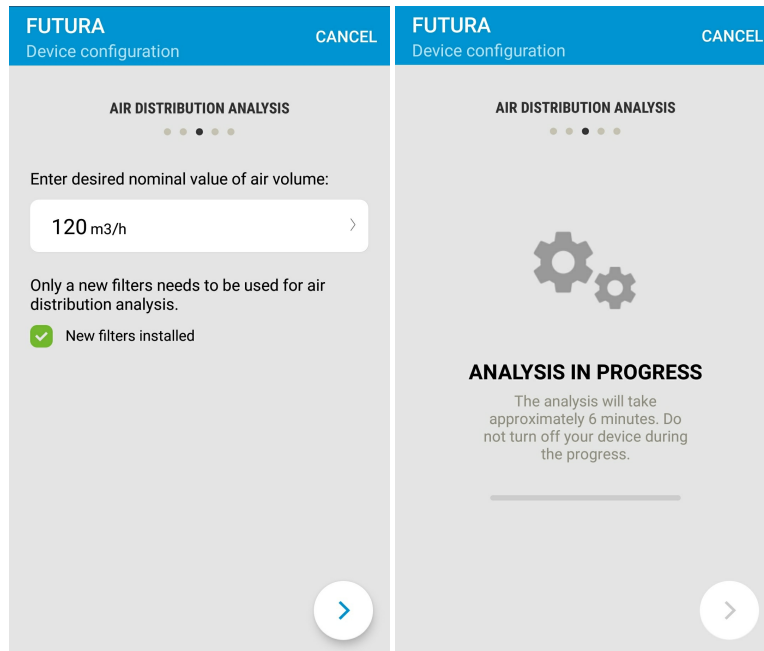 FUTURA
Device configuration
CANCEL
AIR DISTRIBUTION ANALYSIS
Enter desired nominal value of air volume:
120 m3/h
Only a new filters needs to be used for air
distribution analysis.
New filters installed
FUTURA
Device configuration
CANCEL
AIR DISTRIBUTION ANALYSIS
ANALYSIS IN PROGRESS
The analysis will take
approximately 6 minutes. Do
not turn off your device during
the progress.